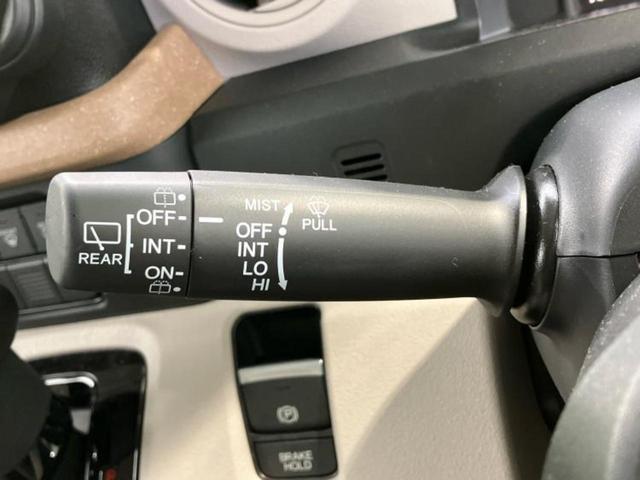 OFF
REAR
INT
ON
MIST
PULL
OFF
INT
LO
HI
P
BRAKE
HOLD